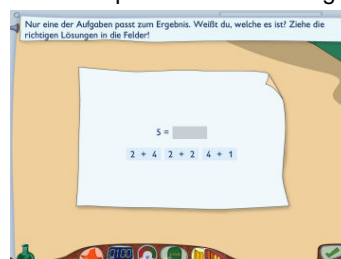 Nur eine der Aufgaben passt zum Ergebnis. Weißt du, welche es ist? Ziehe die
richtigen Lösungen in die Felder!
5 =
2 + 4 2 + 2 4 + 1